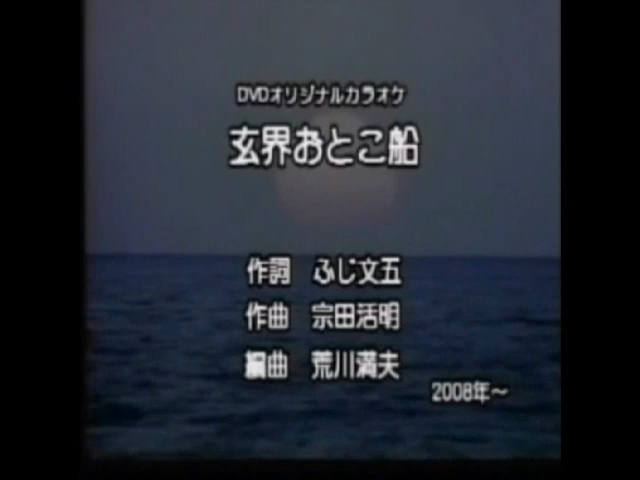 DVDオリジナルカラオケ
玄界おとこ船
作詞 ふじ文五
作曲 宗田活明
編曲 荒川満夫
2008年〜